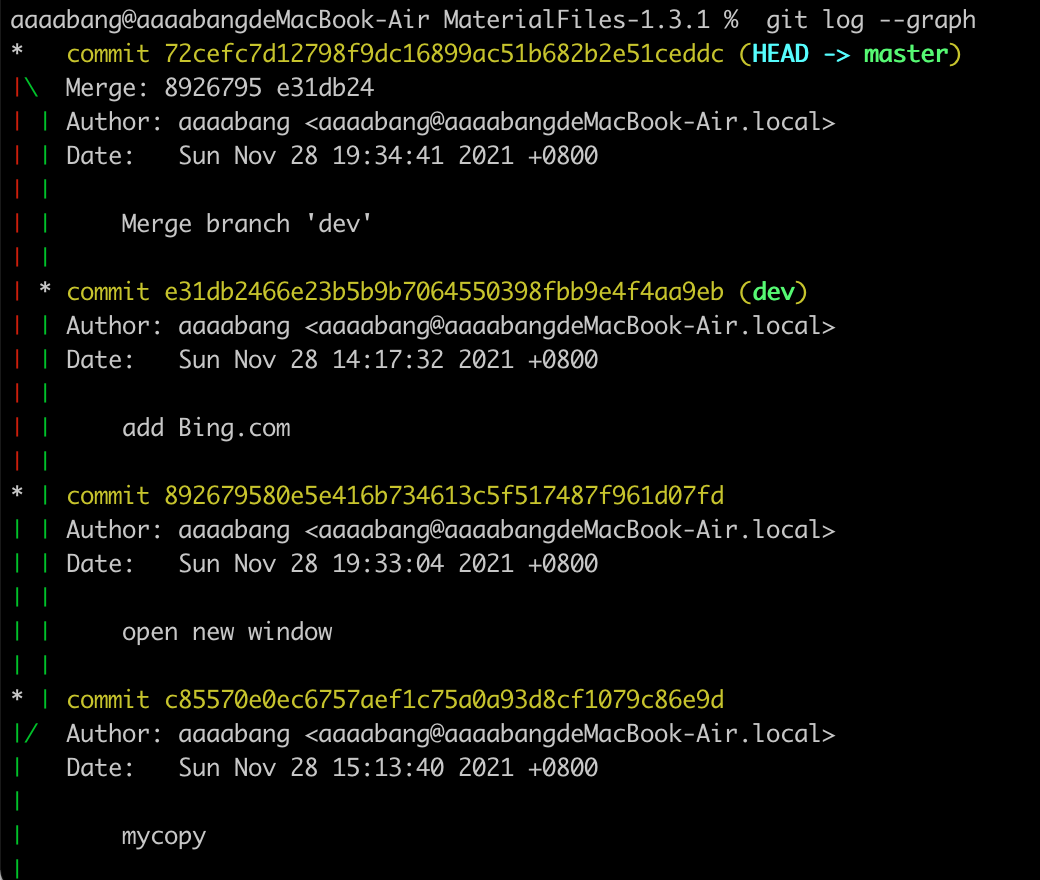 aaaabang@aaaabangdeMacBook-Air MaterialFiles-1.3.1 %  git log --graph
*   commit 72cefc7d12798f9dc16899ac51b682b2e51ceddc (HEAD -> master)
|\  Merge: 8926795 e31db24
| | Author: aaaabang <aaaabang@aaaabangdeMacBook-Air.local>
| | Date:   Sun Nov 28 19:34:41 2021 +0800
| |
| |     Merge branch 'dev'
| |
| * commit e31db2466e23b5b9b7064550398fbb9e4f4aa9eb (dev)
| | Author: aaaabang <aaaabang@aaaabangdeMacBook-Air.local>
| | Date:   Sun Nov 28 14:17:32 2021 +0800
| |
| |     add Bing.com
| |
* | commit 892679580e5e416b734613c5f517487f961d07fd
| | Author: aaaabang <aaaabang@aaaabangdeMacBook-Air.local>
| | Date:   Sun Nov 28 19:33:04 2021 +0800
| |
| |     open new window
| |
* | commit c85570e0ec6757aef1c75a0a93d8cf1079c86e9d
|/  Author: aaaabang <aaaabang@aaaabangdeMacBook-Air.local>
|   Date:   Sun Nov 28 15:13:40 2021 +0800
|
|       mycopy
|